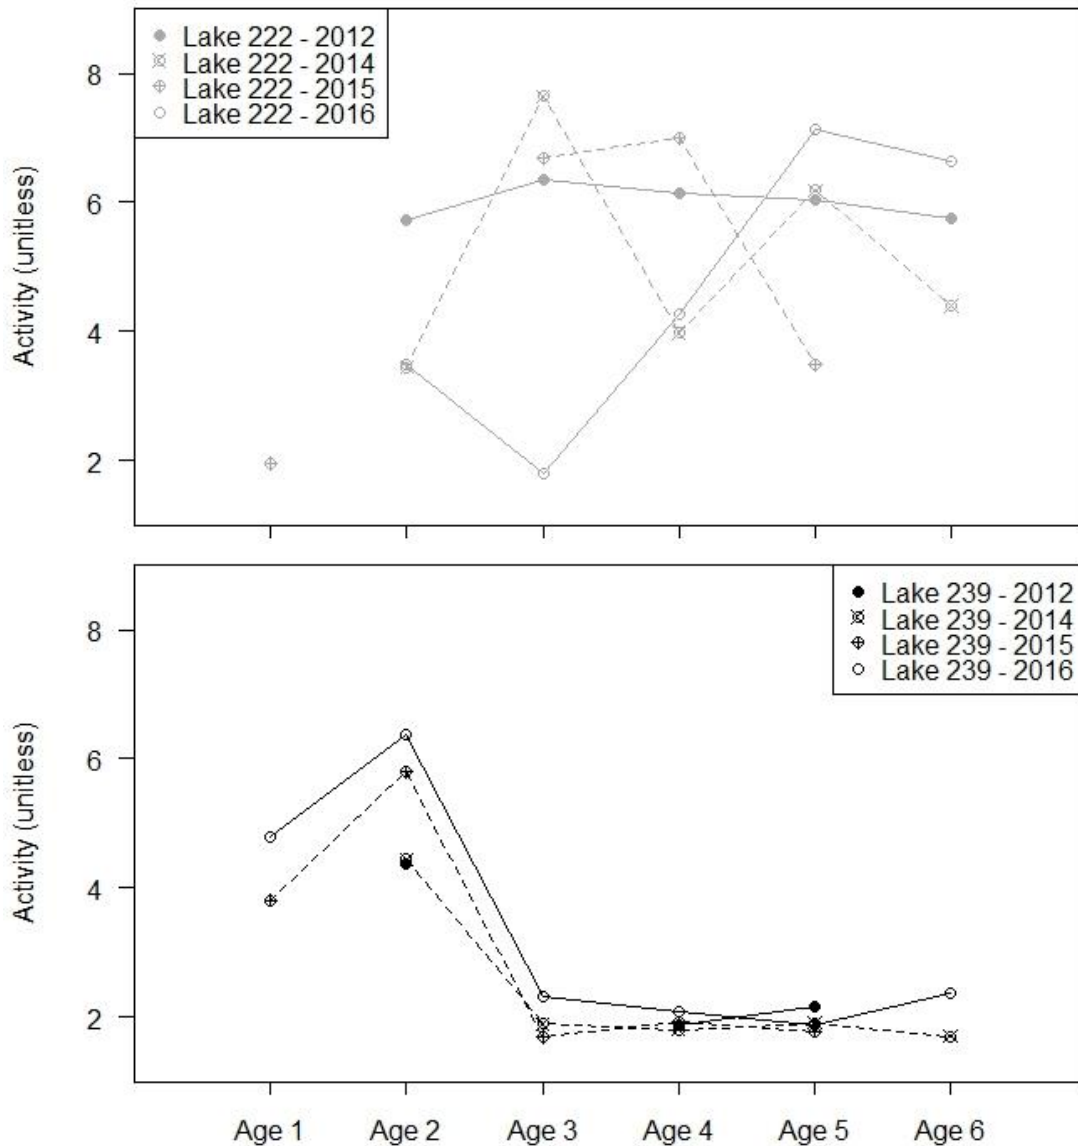 Lake 222 - 2012
Lake 222 - 2014
Lake 222 - 2015
Lake 222 - 2016
Activity (unitless)
8
6
4
2
Lake 239 - 2012
Lake 239 - 2014
Lake 239 - 2015
Lake 239 - 2016
Activity (unitless)
8
6
4
2
Age 1 Age 2 Age 3 Age 4 Age 5 Age 6